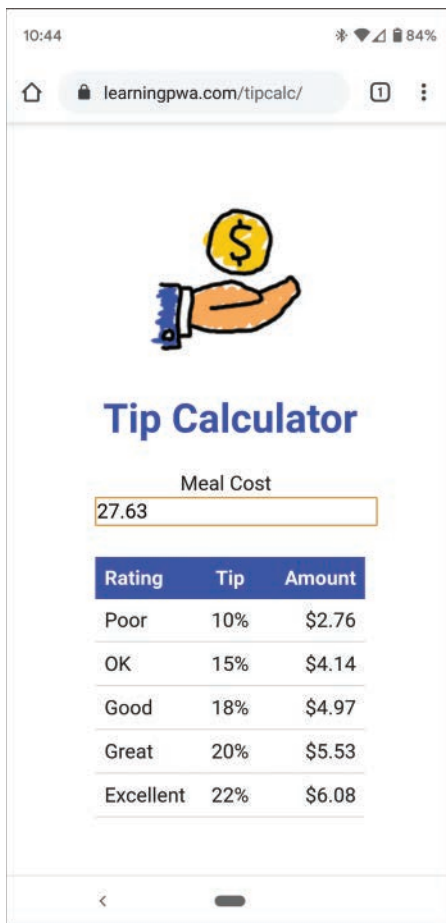 10:44 84%
learningpwa.com/tipcalc/ 1
$
Tip Calculator
Meal Cost
27.63
Rating Tip Amount
Poor 10% $2.76
OK 15% $4.14
Good 18% $4.97
Great 20% $5.53
Excellent 22% $6.08